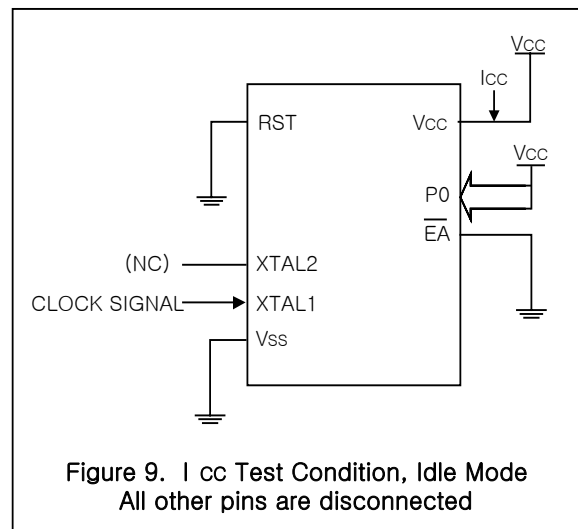 Vcc
Icc
RST
Vcc
Vcc
P0
EA
(NC)
XTAL2
CLOCK SIGNAL
XTAL1
Vss
Figure 9. I cc Test Condition, Idle Mode
All other pins are disconnected